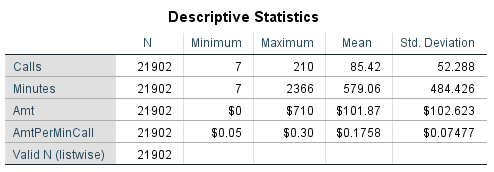 Descriptive Statistics
N Minimum Maximum Mean Std. Deviation
Calls 21902 7 210 85.42 52.288
Minutes 21902 7 2366 579.06 484.426
Amt 21902 $0 $710 $101.87 $102.623
AmtPerMinCall 21902 $0.05 $0.30 $0.1758 $0.07477
Valid N (listwise) 21902